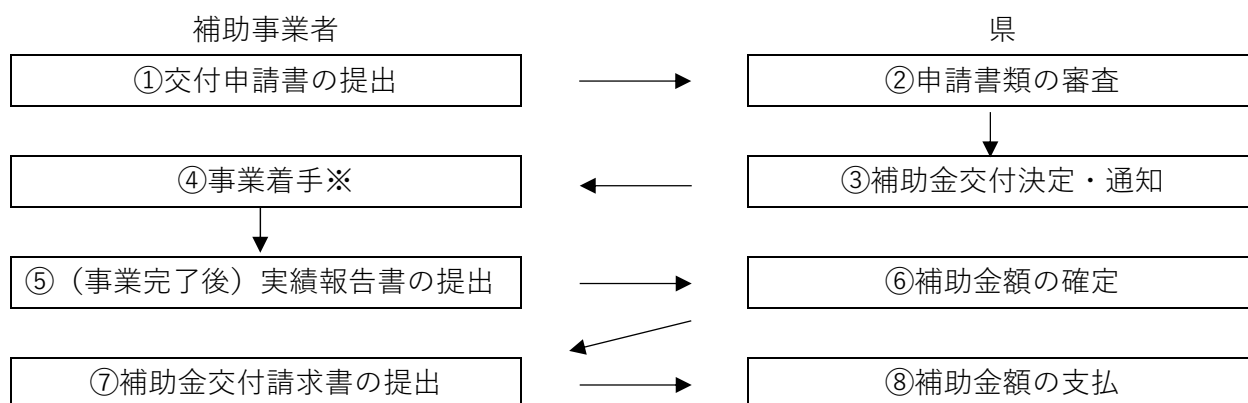 補助事業者
県
①交付申請書の提出
②申請書類の審査
④事業着手※
③補助金交付決定・通知
⑤（事業完了後）実績報告書の提出
⑥補助金額の確定
⑦補助金交付請求書の提出
⑧補助金額の支払